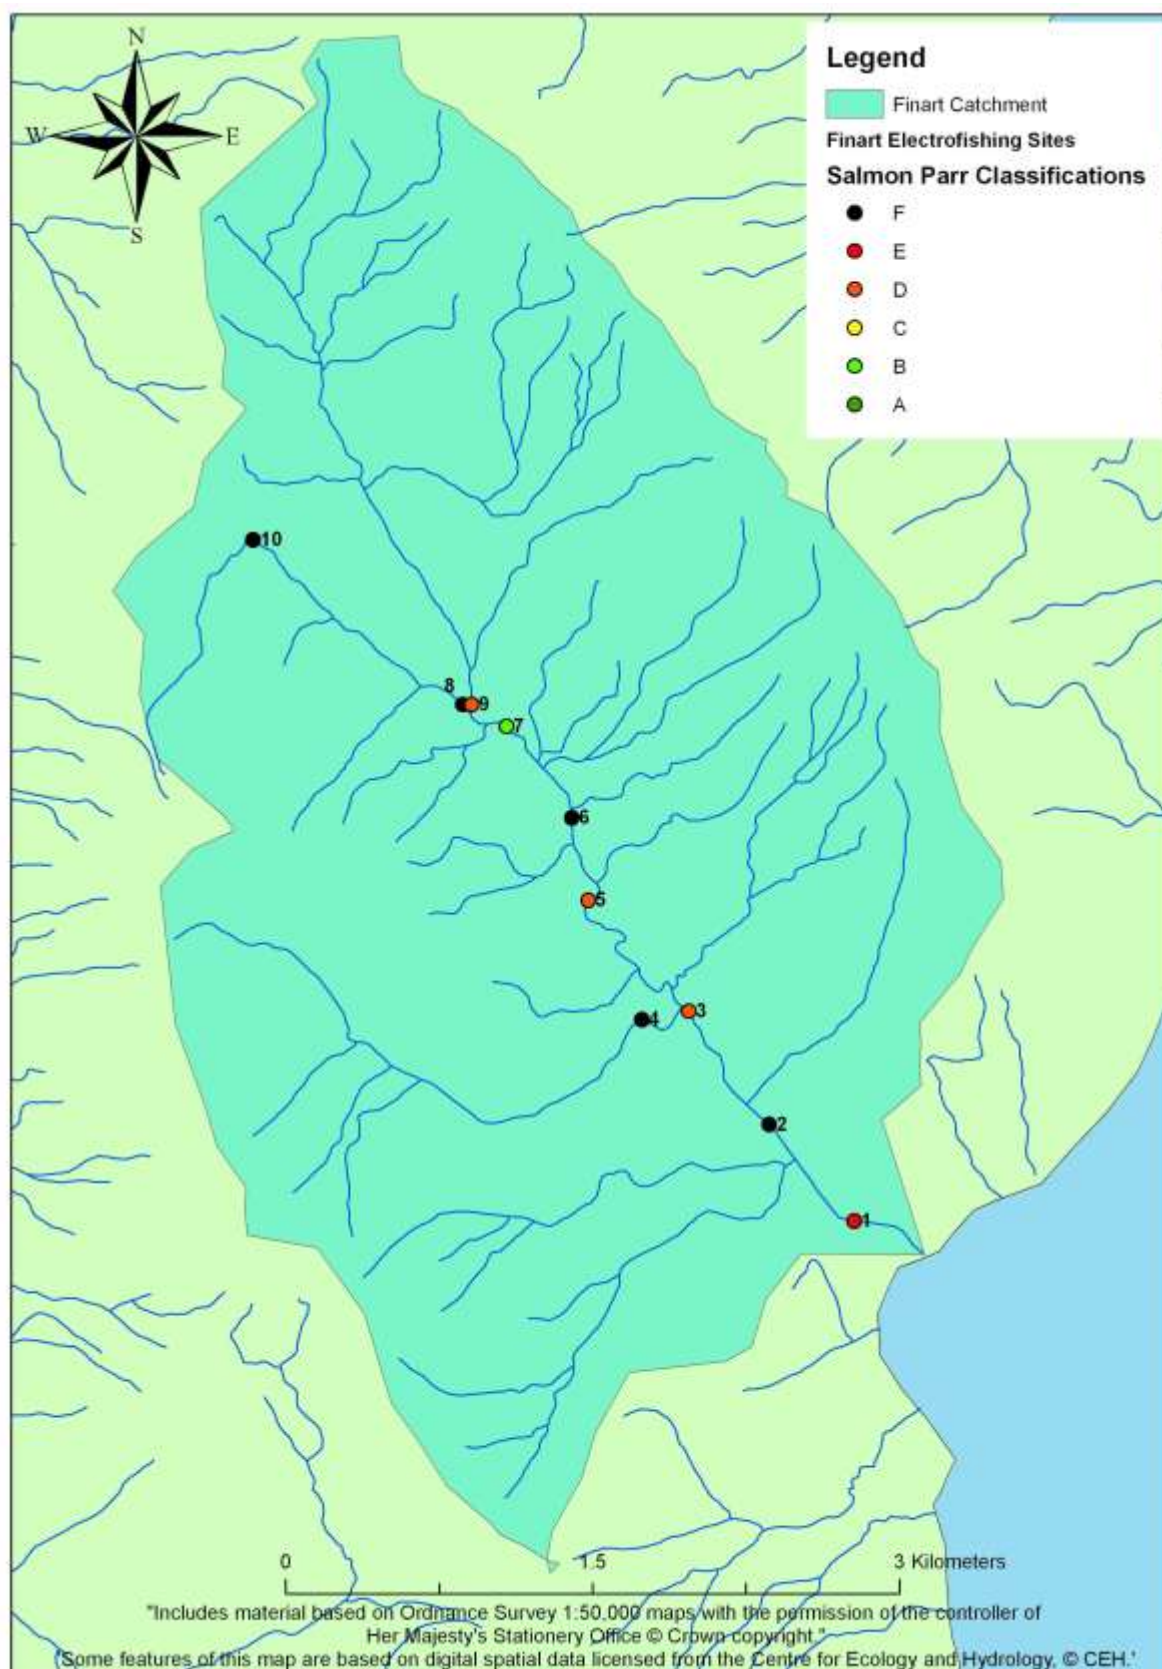 N
W
E
S
Legend
Finart Catchment
Finart Electrofishing Sites
Salmon Parr Classifications
F
E
D
C
B
A
10
8
9
7
6
5
4
3
2
1
0 1.5 3 Kilometers
"Includes material based on Ordnance Survey 1:50,000 maps with the permission of the controller of
Her Majesty's Stationery Office © Crown copyright."
'Some features of this map are based on digital spatial data licensed from the Centre for Ecology and Hydrology, © CEH.'